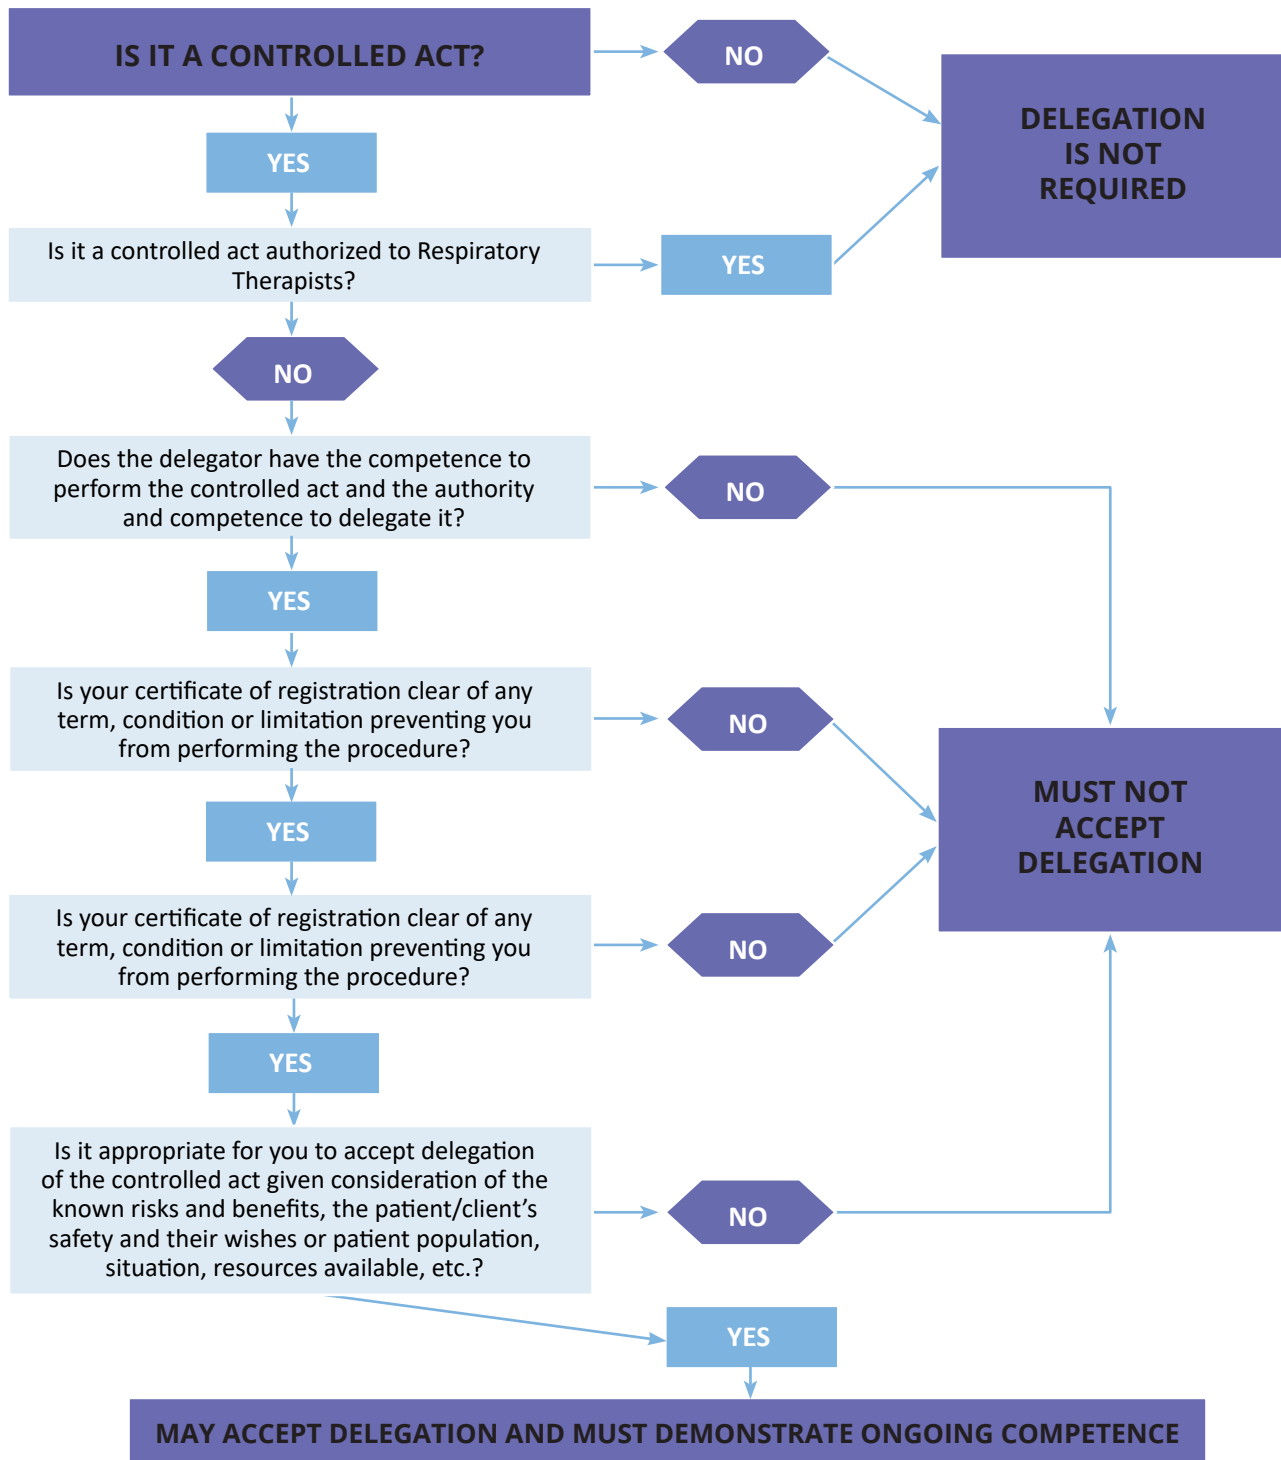 IS IT A CONTROLLED ACT?
NO
DELEGATION
IS NOT
REQUIRED
YES
Is it a controlled act authorized to Respiratory
Therapists?
YES
NO
Does the delegator have the competence to
perform the controlled act and the authority
and competence to delegate it?
NO
YES
Is your certificate of registration clear of any
term, condition or limitation preventing you
from performing the procedure?
NO
MUST NOT
ACCEPT
DELEGATION
YES
Is your certificate of registration clear of any
term, condition or limitation preventing you
from performing the procedure?
NO
YES
Is it appropriate for you to accept delegation
of the controlled act given consideration of the
known risks and benefits, the patient/client's
safety and their wishes or patient population,
situation, resources available, etc.?
NO
YES
MAY ACCEPT DELEGATION AND MUST DEMONSTRATE ONGOING COMPETENCE